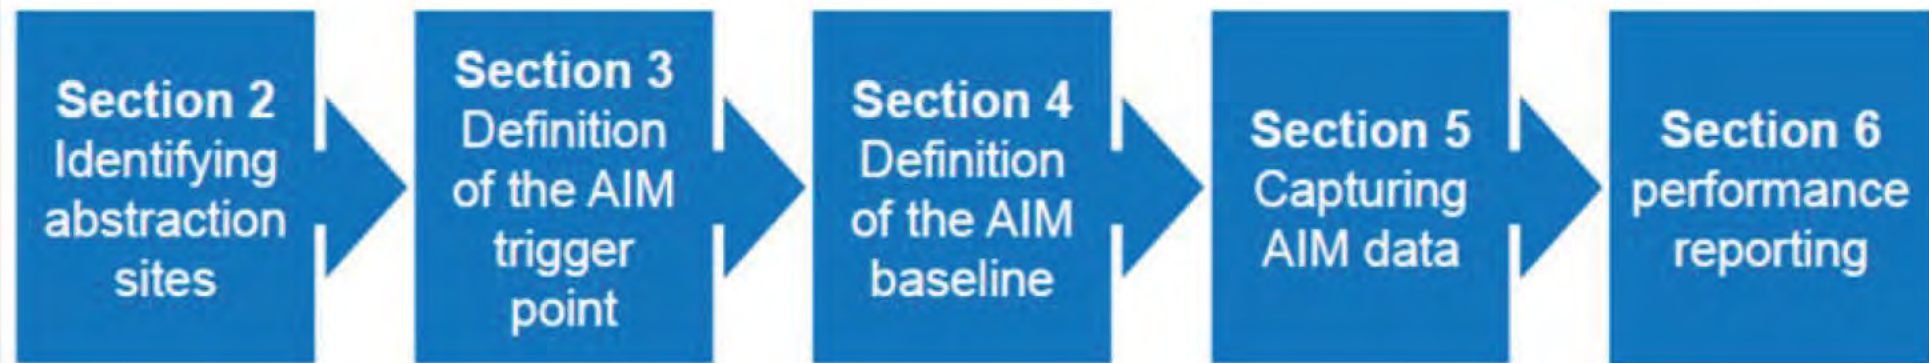 Section 2
Identifying
abstraction
sites
Section 3
Definition
of the AIM
trigger
point
Section 4
Definition
of the AIM
baseline
Section 5
Capturing
AIM data
Section 6
performance
reporting